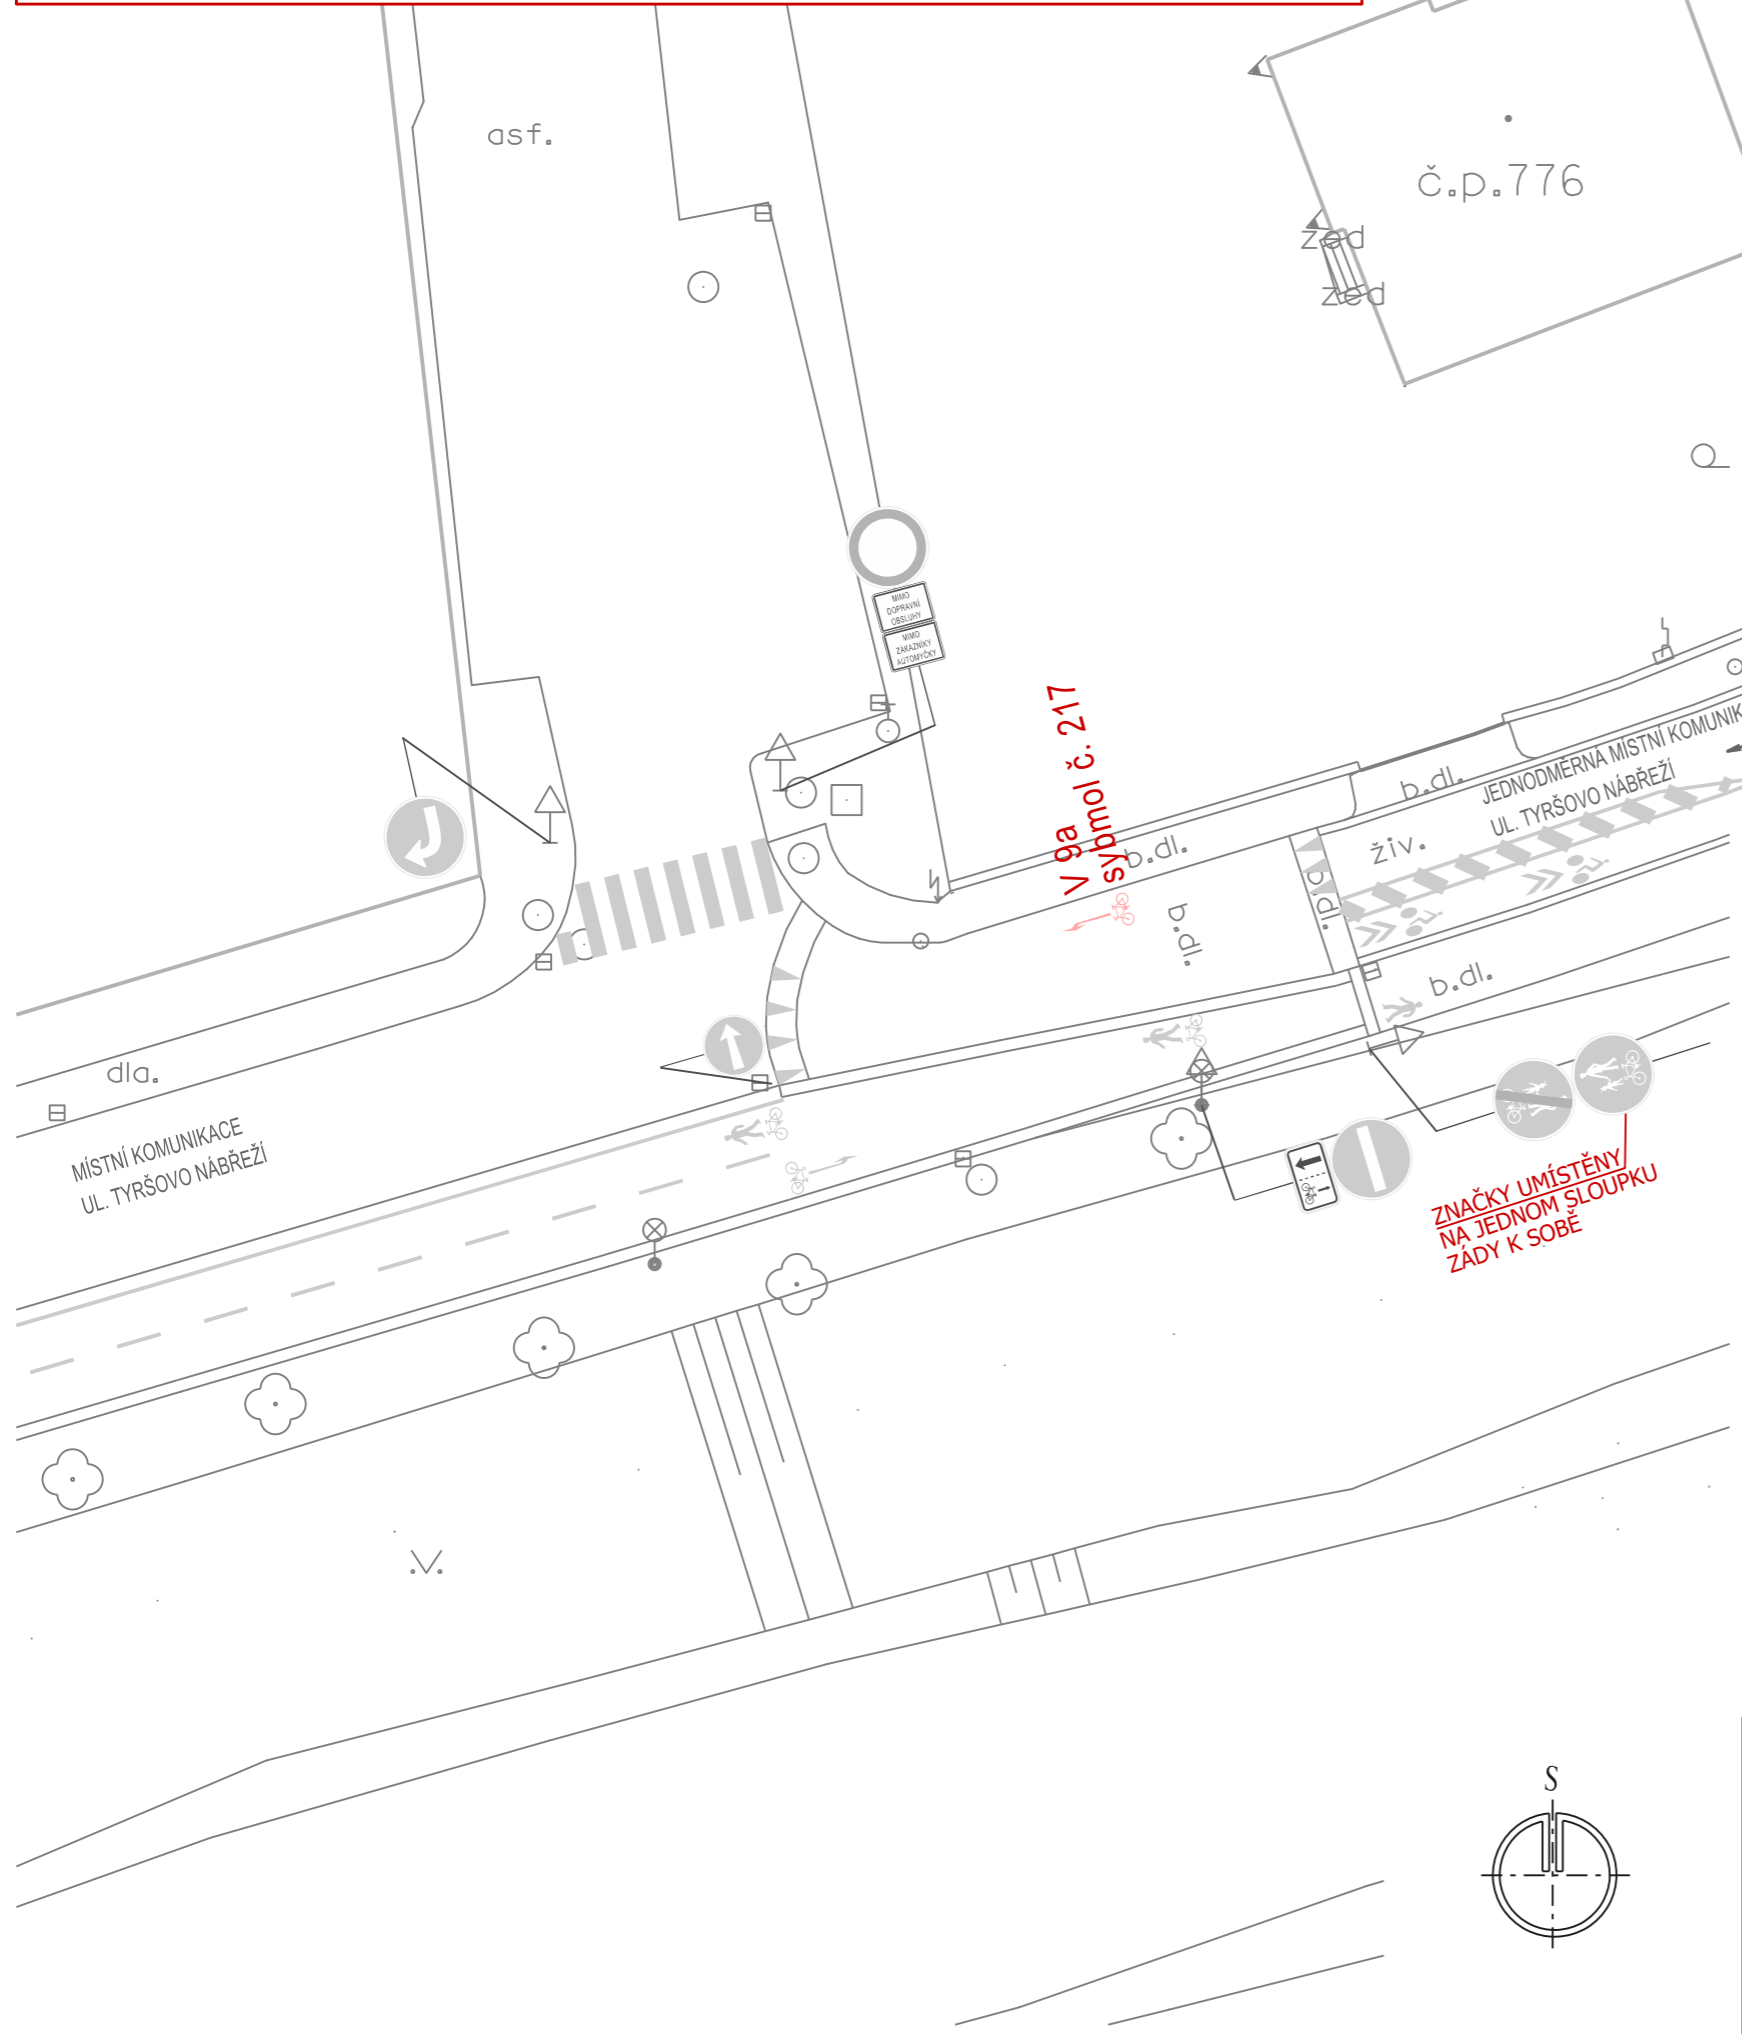 asf.
č.p.776
zed
zed
MIMO
DOPRAVNÍ
OBSLUHY
MIMO
ZÁKAZNÍKY
AUTOMYČKY
V 9a
sybmol č. 217
b.dl.
b.dl.
JEDNODMĚRNÁ MÍSTNÍ KOMUNIK
UL. TYRŠOVO NÁBŘEŽÍ
živ.
b.dl.
b.dl.
b.dl.
dla.
MÍSTNÍ KOMUNIKACE
UL. TYRŠOVO NÁBŘEŽÍ
ZNAČKY UMÍSTĚNY
NA JEDNOM SLOUPKU
ZÁDY K SOBĚ
S